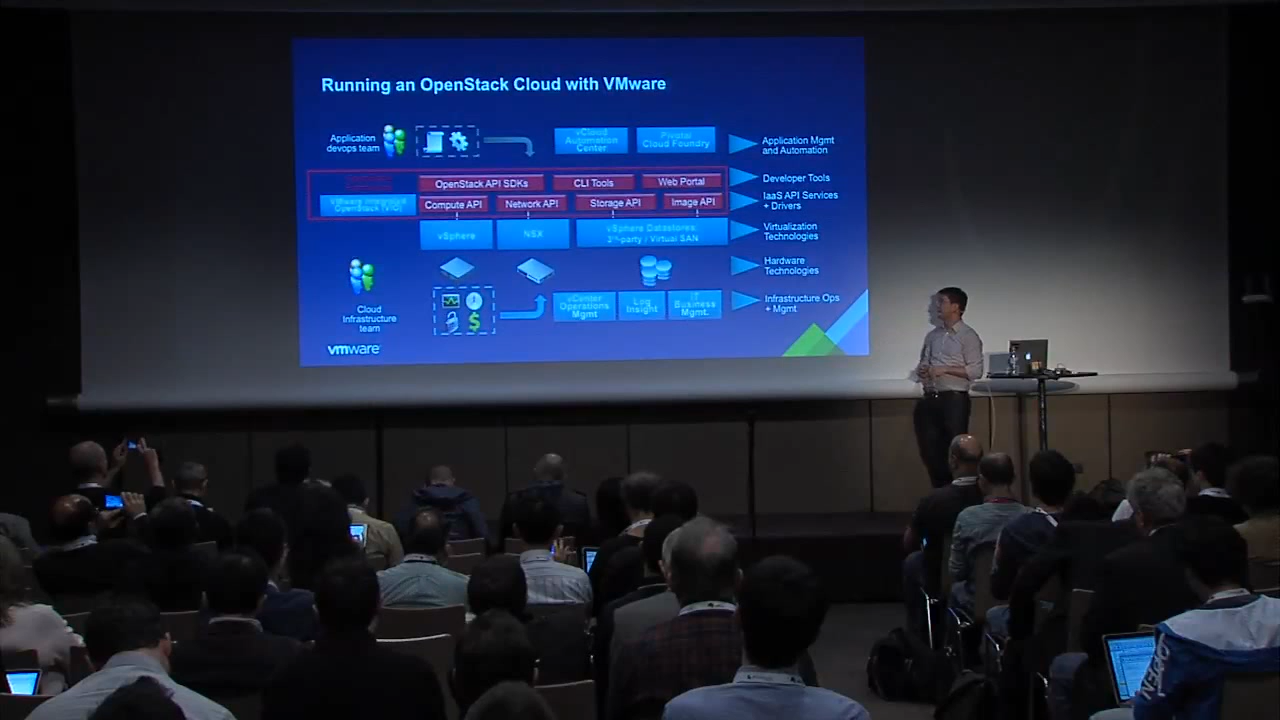 Running an OpenStack Cloud with VMware
Application
devops team
vCloud
Automation
Center
Pivotal
Cloud Foundry
Application Mgmt
and Automation
OpenStack API SDKs
CLI Tools
Web Portal
Developer Tools
VMware Integrated
OpenStack (VIO)
Compute API
Network API
Storage API
Image API
IaaS API Services
+ Drivers
vSphere
NSX
vSphere Datastores:
3rd-party / Virtual SAN
Virtualization
Technologies
Hardware
Technologies
Cloud
Infrastructure
team
$
vCenter
Operations
Mgmt
Log
Insight
IT
Business
Mgmt.
Infrastructure Ops
+ Mgmt
vmware
OPEN